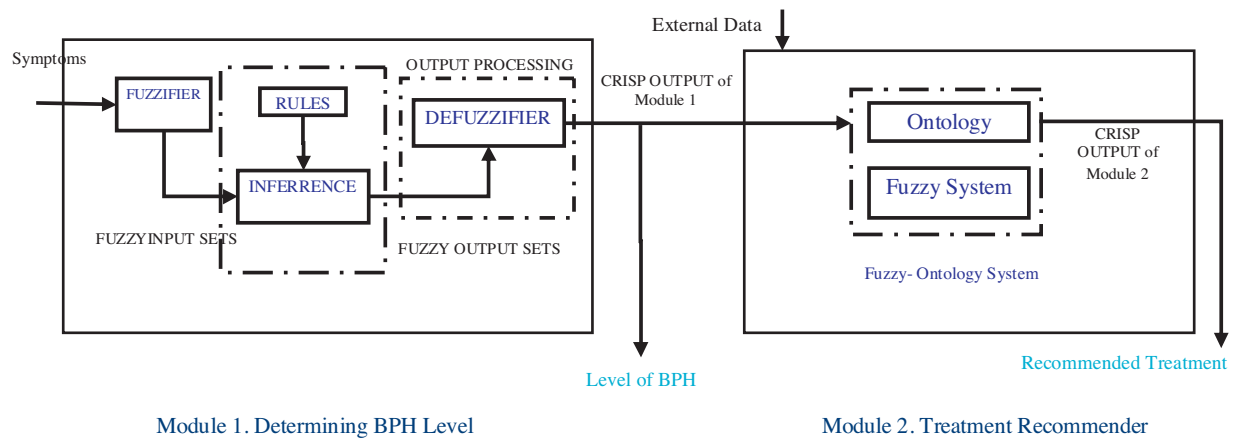 External Data
Symptoms
FUZZIFIER
RULES
OUTPUT PROCESSING
DEFUZZIFIER
INFERRENCE
FUZZYINPUT SETS
FUZZY OUTPUT SETS
CRISP OUTPUT of
Module 1
Level of BPH
Ontology
Fuzzy System
Fuzzy- Ontology System
CRISP
OUTPUT of
Module 2
Recommended Treatment
Module 1. Determining BPH Level
Module 2. Treatment Recommender